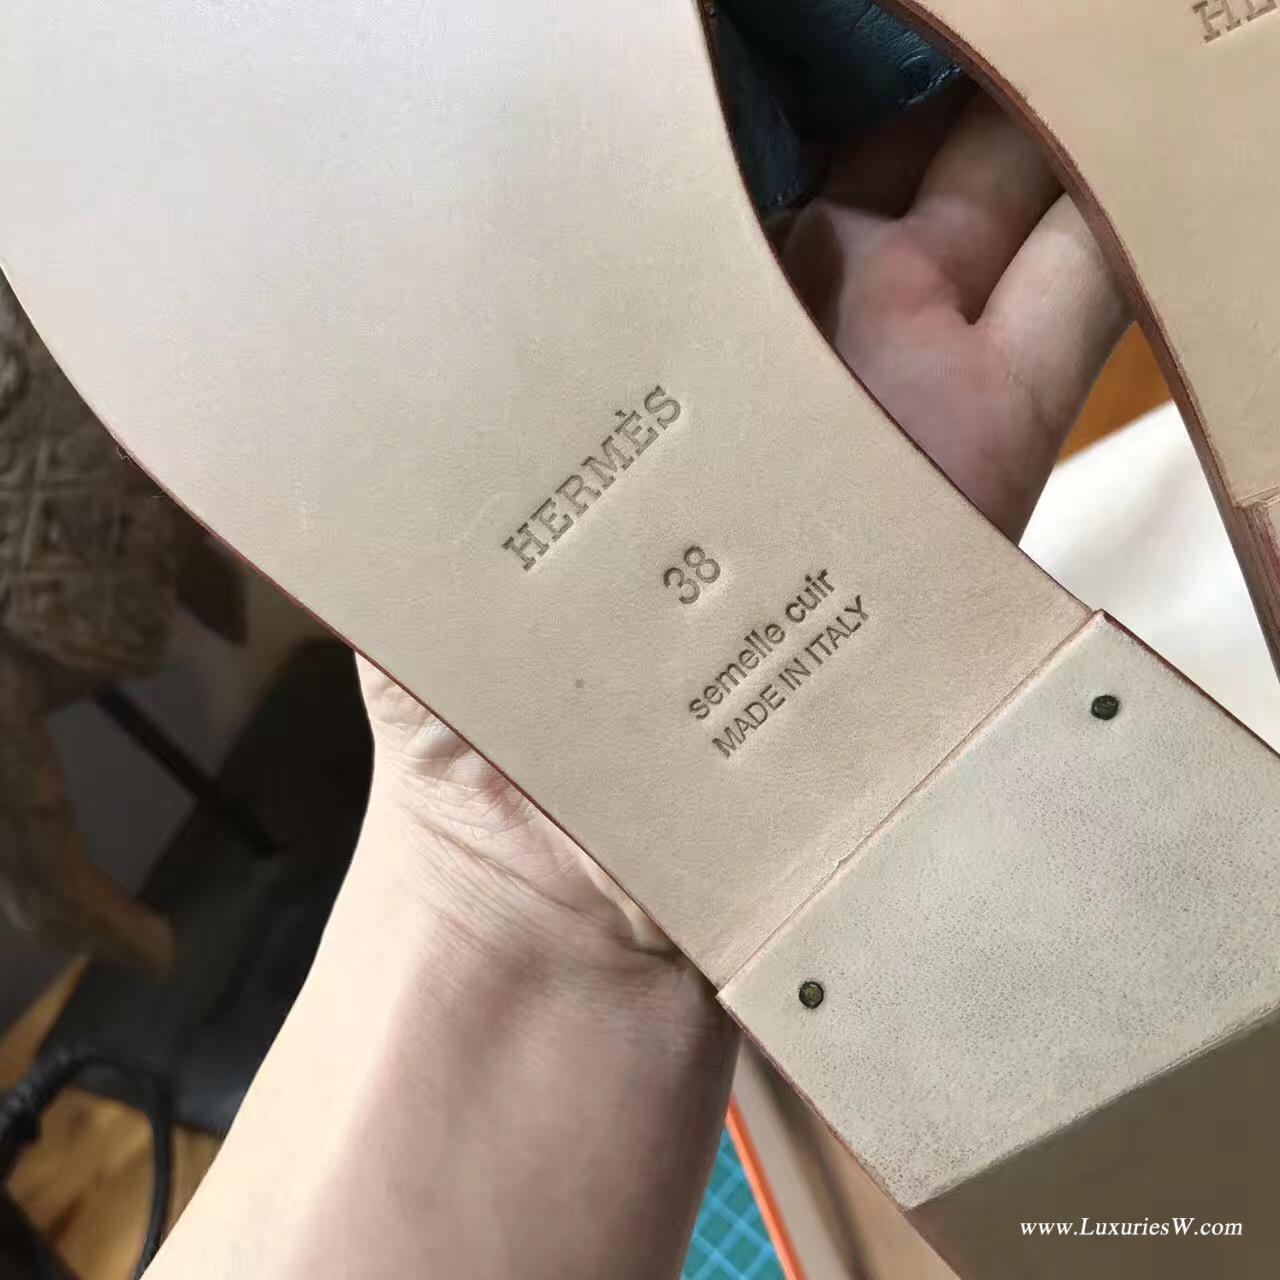 HERMÈS
38
semelle cuir
MADE IN ITALY
www.LuxuriesW.com